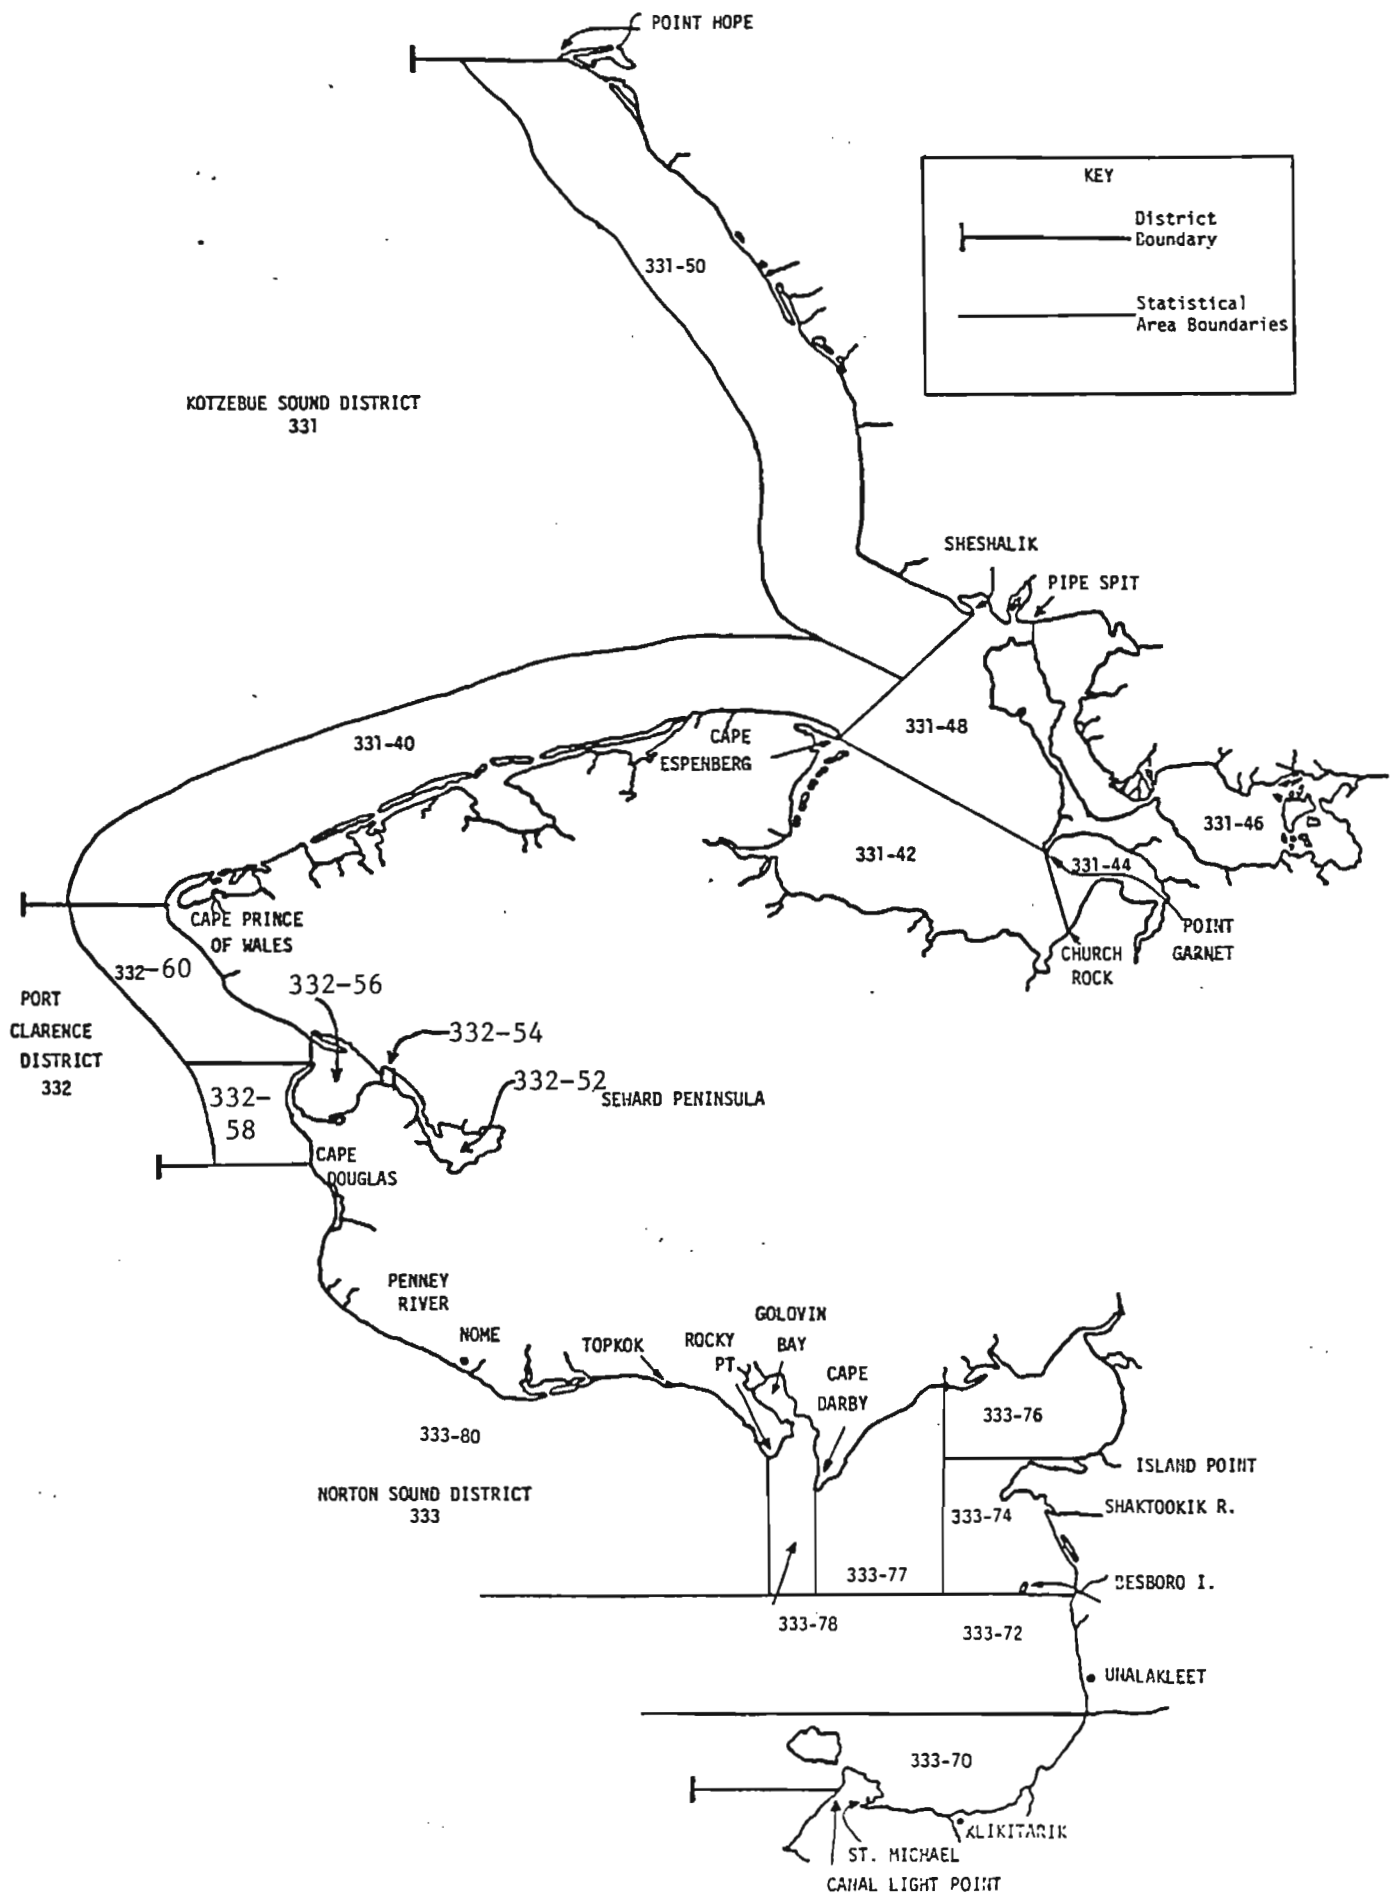 POINT HOPE
KEY
District
Boundary
Statistical
Area Boundaries
331-50
KOTZEBUE SOUND DISTRICT
331
SHESHALIK
PIPE SPIT
331-48
CAPE
ESPENBERG
331-40
331-46
331-42
331-44
CAPE PRINCE
OF WALES
POINT
GARNET
CHURCH
ROCK
332-60
332-56
PORT
CLARENCE
DISTRICT
332
332-54
332-52
SEWARD PENINSULA
332-
58
CAPE
DOUGLAS
PENNEY
RIVER
NOME
TOPKOK
ROCKY
PT
GOLOVIN
BAY
CAPE
DARBY
333-76
333-80
ISLAND POINT
NORTON SOUND DISTRICT
333
SHAKTOOKIK R.
333-74
333-77
BESBORO I.
333-78
333-72
UNALAKLEET
333-70
KLIKITARIK
ST. MICHAEL
CANAL LIGHT POINT